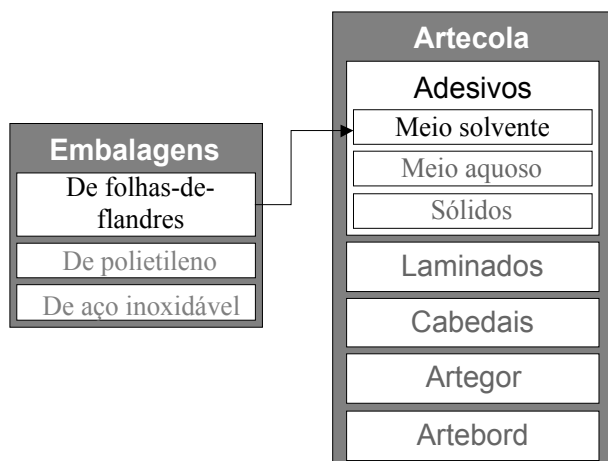 Embalagens
De folhas-de-
flandres
De polietileno
De aço inoxidável
Artecola
Adesivos
Meio solvente
Meio aquoso
Sólidos
Laminados
Cabedais
Artegor
Artebord